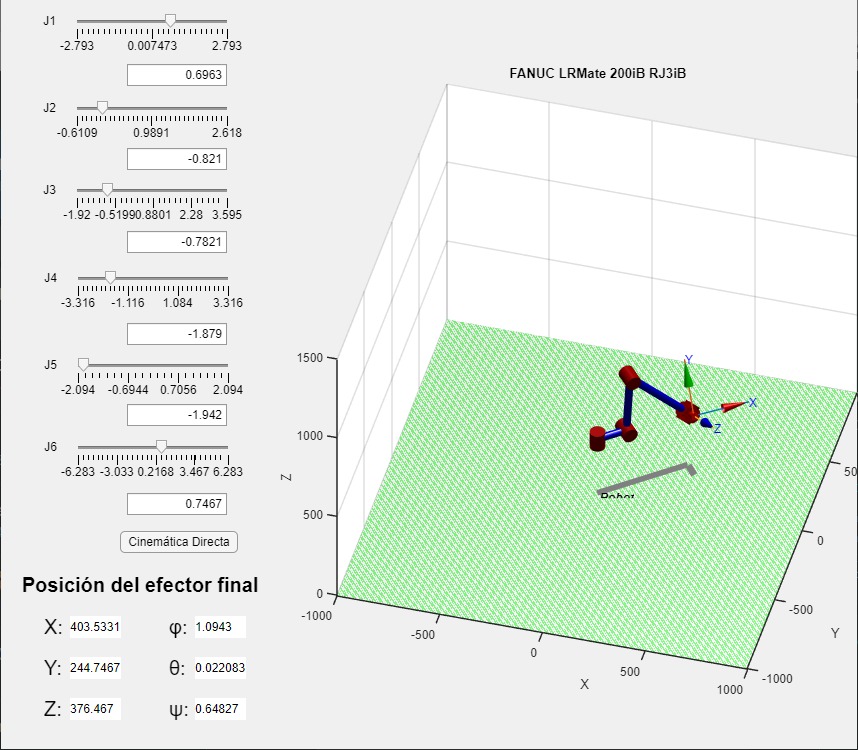 J1
-2.793 0.007473 2.793
0.6963
J2
-0.6109 0.9891 2.618
-0.821
J3
-1.92 -0.5199 0.8801 2.28 3.595
-0.7821
J4
-3.316 -1.116 1.084 3.316
-1.879
J5
-2.094 -0.6944 0.7056 2.094
-1.942
J6
-6.283 -3.033 0.2168 3.467 6.283
0.7467
Cinemática Directa
Posición del efector final
X: 403.5331 φ: 1.0943
Y: 244.7467 θ: 0.022083
Z: 376.467 ψ: 0.64827
FANUC LRMate 200iB RJ3iB
1500
1000
500
0
Z
Y
X
Z
Robot
-1000
-500
0
500
1000
X
-1000
-500
0
50
Y